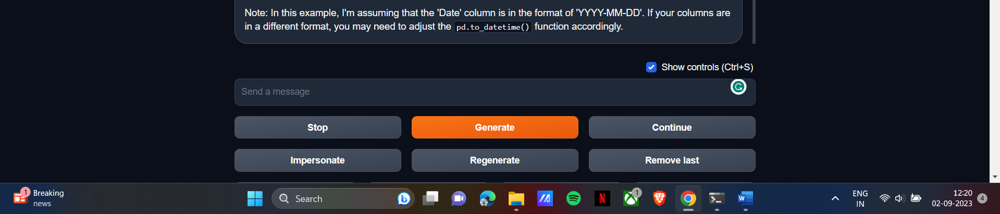 Note: In this example, I'm assuming that the 'Date' column is in the format of 'YYYY-MM-DD'. If your columns are
in a different format, you may need to adjust the pd.to_datetime() function accordingly.
Show controls (Ctrl+S)
Send a message
Stop
Generate
Continue
Impersonate
Regenerate
Remove last
1
Breaking
news
Search
1
ENG
IN
12:20
02-09-2023
4